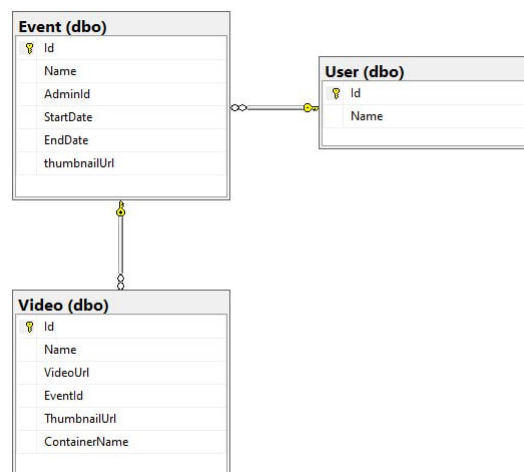 Event (dbo)
Id
Name
AdminId
StartDate
EndDate
thumbnailUrl
User (dbo)
Id
Name
Video (dbo)
Id
Name
VideoUrl
EventId
ThumbnailUrl
ContainerName